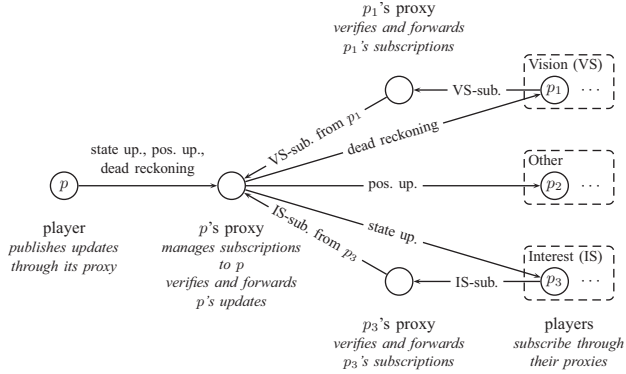 p₁'s proxy
verifies and forwards
p₁'s subscriptions
Vision (VS)
p₁ ···
VS-sub.
VS-sub. from p₁
dead reckoning
state up., pos. up.,
dead reckoning
Other
p
pos. up.
p₂ ···
player
publishes updates
through its proxy
p's proxy
manages subscriptions
to p
verifies and forwards
p's updates
state up.
IS-sub. from p₃
Interest (IS)
IS-sub.
p₃ ···
p₃'s proxy
verifies and forwards
p₃'s subscriptions
players
subscribe through
their proxies